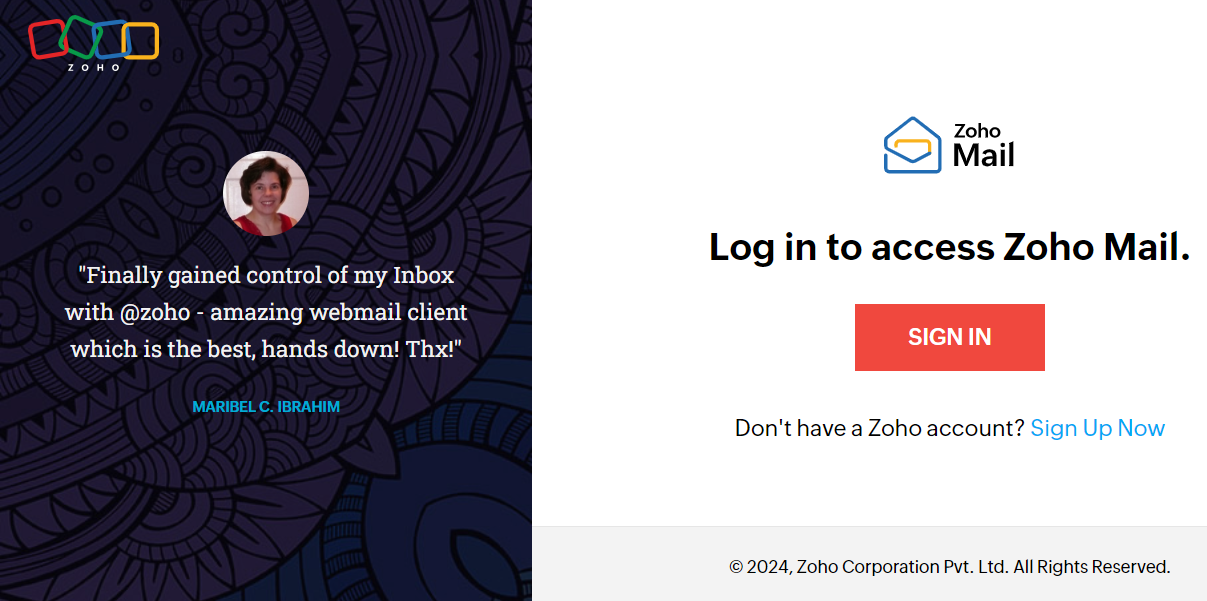 ZOHO
"Finally gained control of my Inbox
with @zoho - amazing webmail client
which is the best, hands down! Thx!"
MARIBEL C. IBRAHIM
Zoho
Mail
Log in to access Zoho Mail.
SIGN IN
Don't have a Zoho account? Sign Up Now
© 2024, Zoho Corporation Pvt. Ltd. All Rights Reserved.